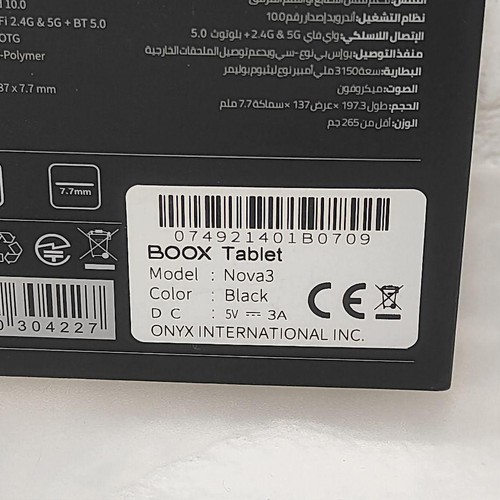 10.0
Fi 2.4G & 5G + BT 5.0
OTG
-Polymer
37 x 7.7 mm
نظام التشغيل: أندرويد إصدار رقم 10.0
الإتصال اللاسلكي: واي فاي 2.4G & 5G + بلوتوث 5.0
منفذ التوصيل: يو إس بي نوع-سي ويدعم توصيل الملحقات الخارجية
البطارية: سعة 3150 ملي أمبير نوع ليثيوم بوليمر
الصوت: ميكروفون
الحجم: طول 197.3 ×عرض 137 ×سماكة 7.7 ملم
الوزن: أقل من 265 جم
7.7mm
074921401B0709
BOOX Tablet
Model : Nova3
Color : Black
D C : 5V ⎓ 3A
ONYX INTERNATIONAL INC.
CE
304227